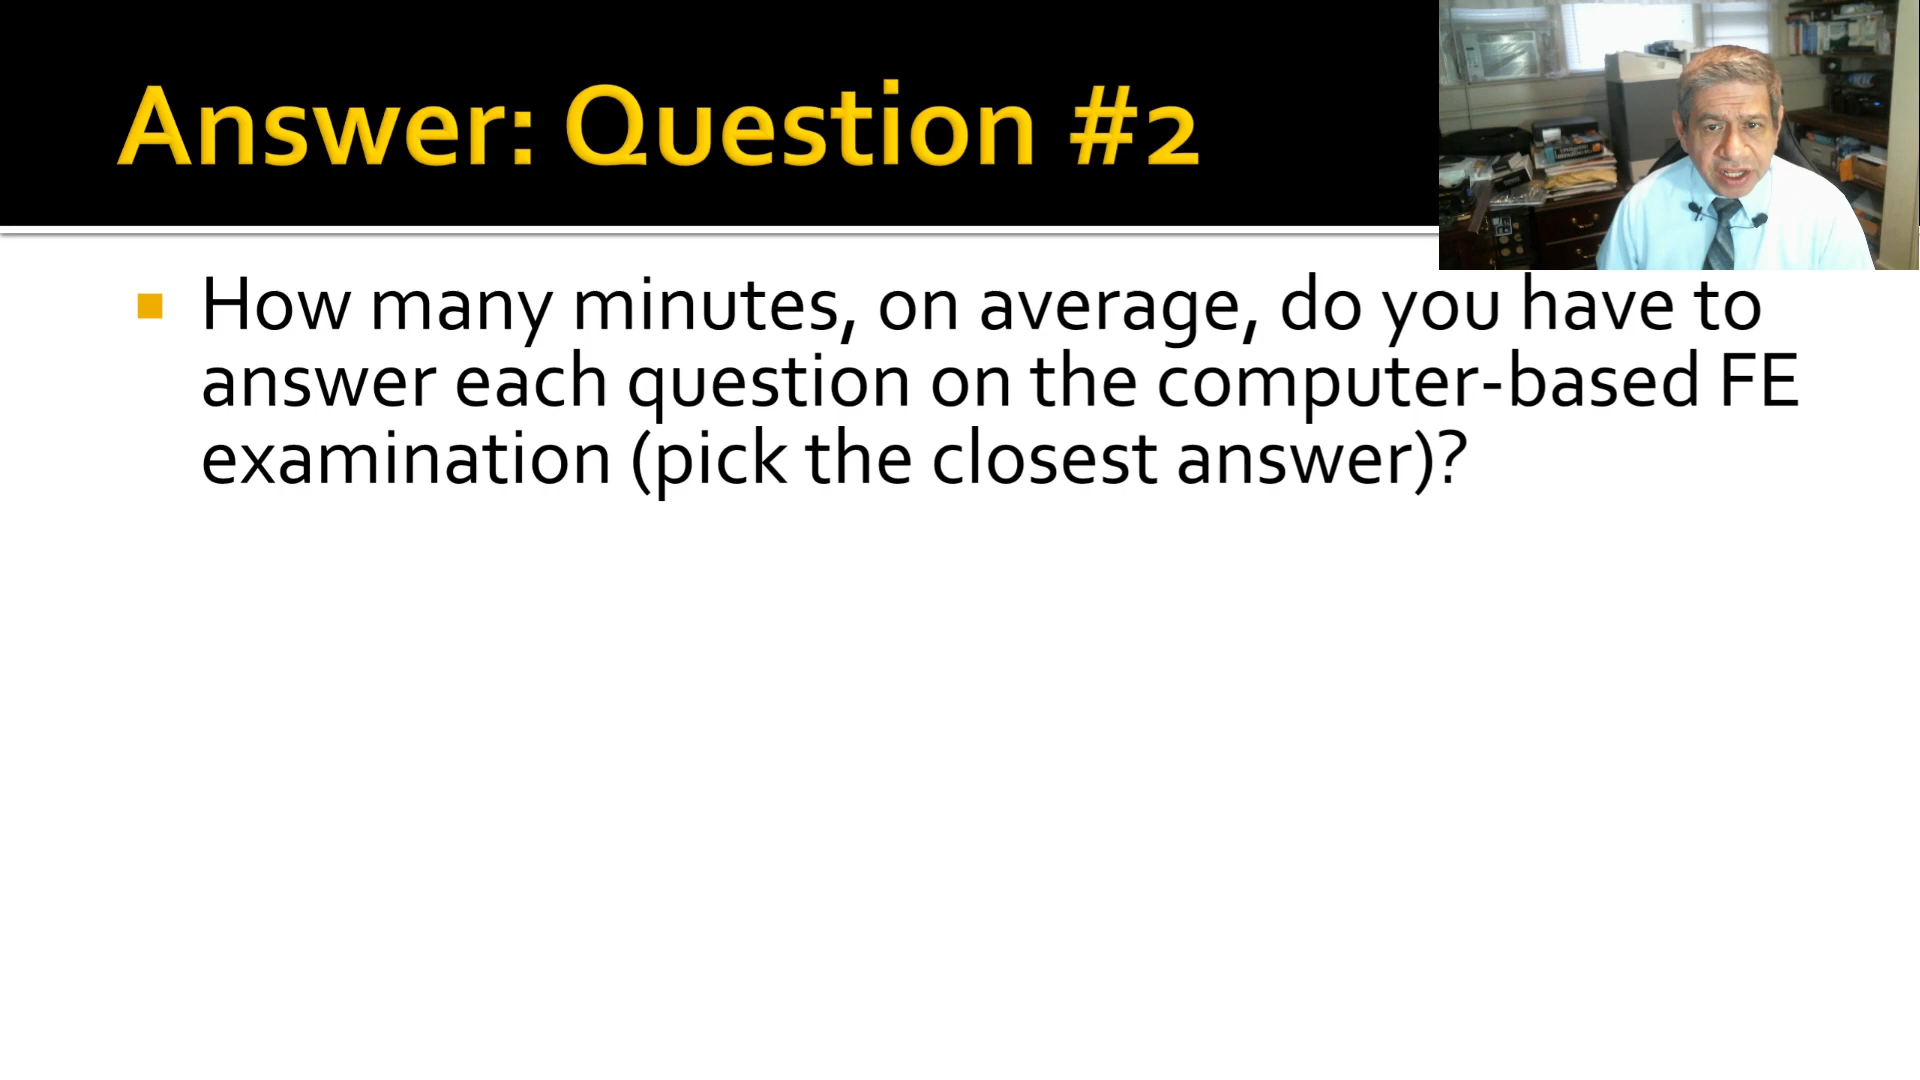 Answer: Question #2
How many minutes, on average, do you have to
answer each question on the computer-based FE
examination (pick the closest answer)?